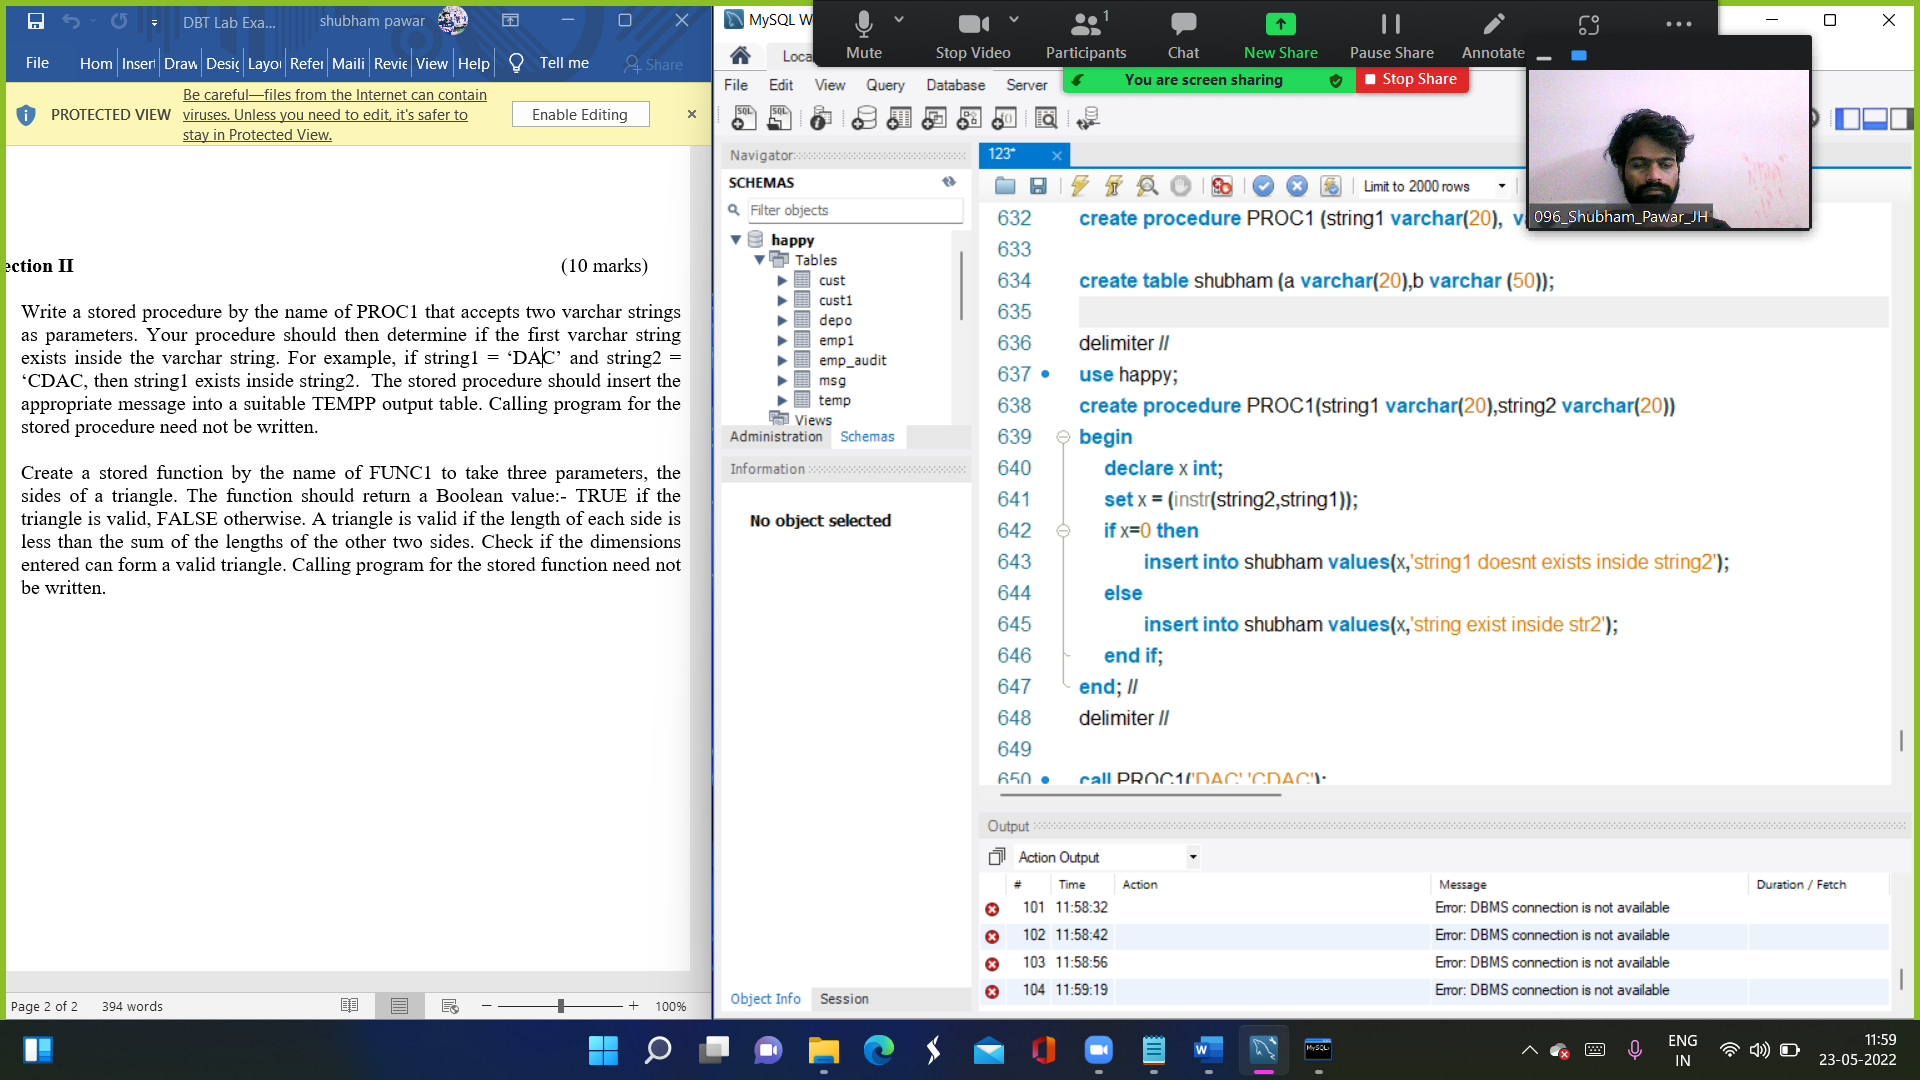 DBT Lab Exa...
shubham pawar
File
Hom
Insert
Draw
Desig
Layo
Refer
Maili
Revie
View
Help
Tell me
Share
PROTECTED VIEW
Be careful—files from the Internet can contain
viruses. Unless you need to edit, it's safer to
stay in Protected View.
Enable Editing
ection II
(10 marks)
Write a stored procedure by the name of PROC1 that accepts two varchar strings
as parameters. Your procedure should then determine if the first varchar string
exists inside the varchar string. For example, if string1 = ‘DAC’ and string2 =
‘CDAC, then string1 exists inside string2. The stored procedure should insert the
appropriate message into a suitable TEMPP output table. Calling program for the
stored procedure need not be written.
Create a stored function by the name of FUNC1 to take three parameters, the
sides of a triangle. The function should return a Boolean value:- TRUE if the
triangle is valid, FALSE otherwise. A triangle is valid if the length of each side is
less than the sum of the lengths of the other two sides. Check if the dimensions
entered can form a valid triangle. Calling program for the stored function need not
be written.
Page 2 of 2
394 words
100%
MySQL W
Mute
Stop Video
1
Participants
Chat
New Share
Pause Share
Annotate
You are screen sharing
Stop Share
096_Shubham_Pawar_JH
Loca
File
Edit
View
Query
Database
Server
Navigator
SCHEMAS
Filter objects
happy
Tables
cust
cust1
depo
emp1
emp_audit
msg
temp
Views
Administration
Schemas
Information
No object selected
Object Info
Session
123*
Limit to 2000 rows
632 create procedure PROC1 (string1 varchar(20), va
633
634 create table shubham (a varchar(20),b varchar (50));
635
636 delimiter //
637 use happy;
638 create procedure PROC1(string1 varchar(20),string2 varchar(20))
639 begin
640 declare x int;
641 set x = (instr(string2,string1));
642 if x=0 then
643 insert into shubham values(x,'string1 doesnt exists inside string2');
644 else
645 insert into shubham values(x,'string exist inside str2');
646 end if;
647 end; //
648 delimiter //
649
650 call PROC1('DAC','CDAC');
Output
Action Output
# Time Action Message Duration / Fetch
101 11:58:32 Error: DBMS connection is not available
102 11:58:42 Error: DBMS connection is not available
103 11:58:56 Error: DBMS connection is not available
104 11:59:19 Error: DBMS connection is not available
ENG
IN
11:59
23-05-2022